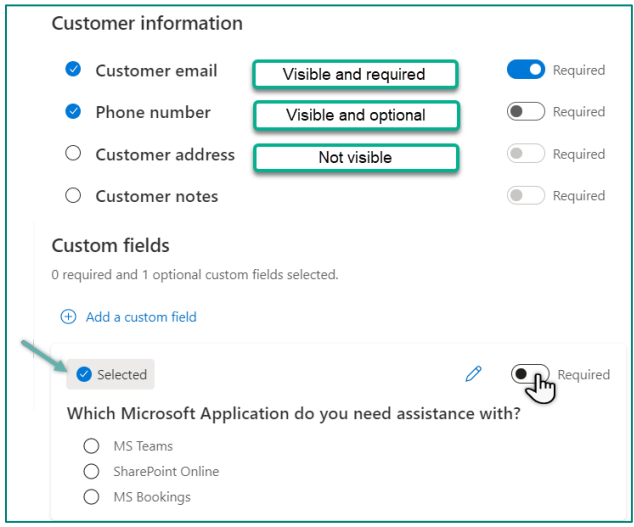 Customer information
Customer email Visible and required Required
Phone number Visible and optional Required
Customer address Not visible Required
Customer notes Required
Custom fields
0 required and 1 optional custom fields selected.
Add a custom field
Selected Required
Which Microsoft Application do you need assistance with?
MS Teams
SharePoint Online
MS Bookings